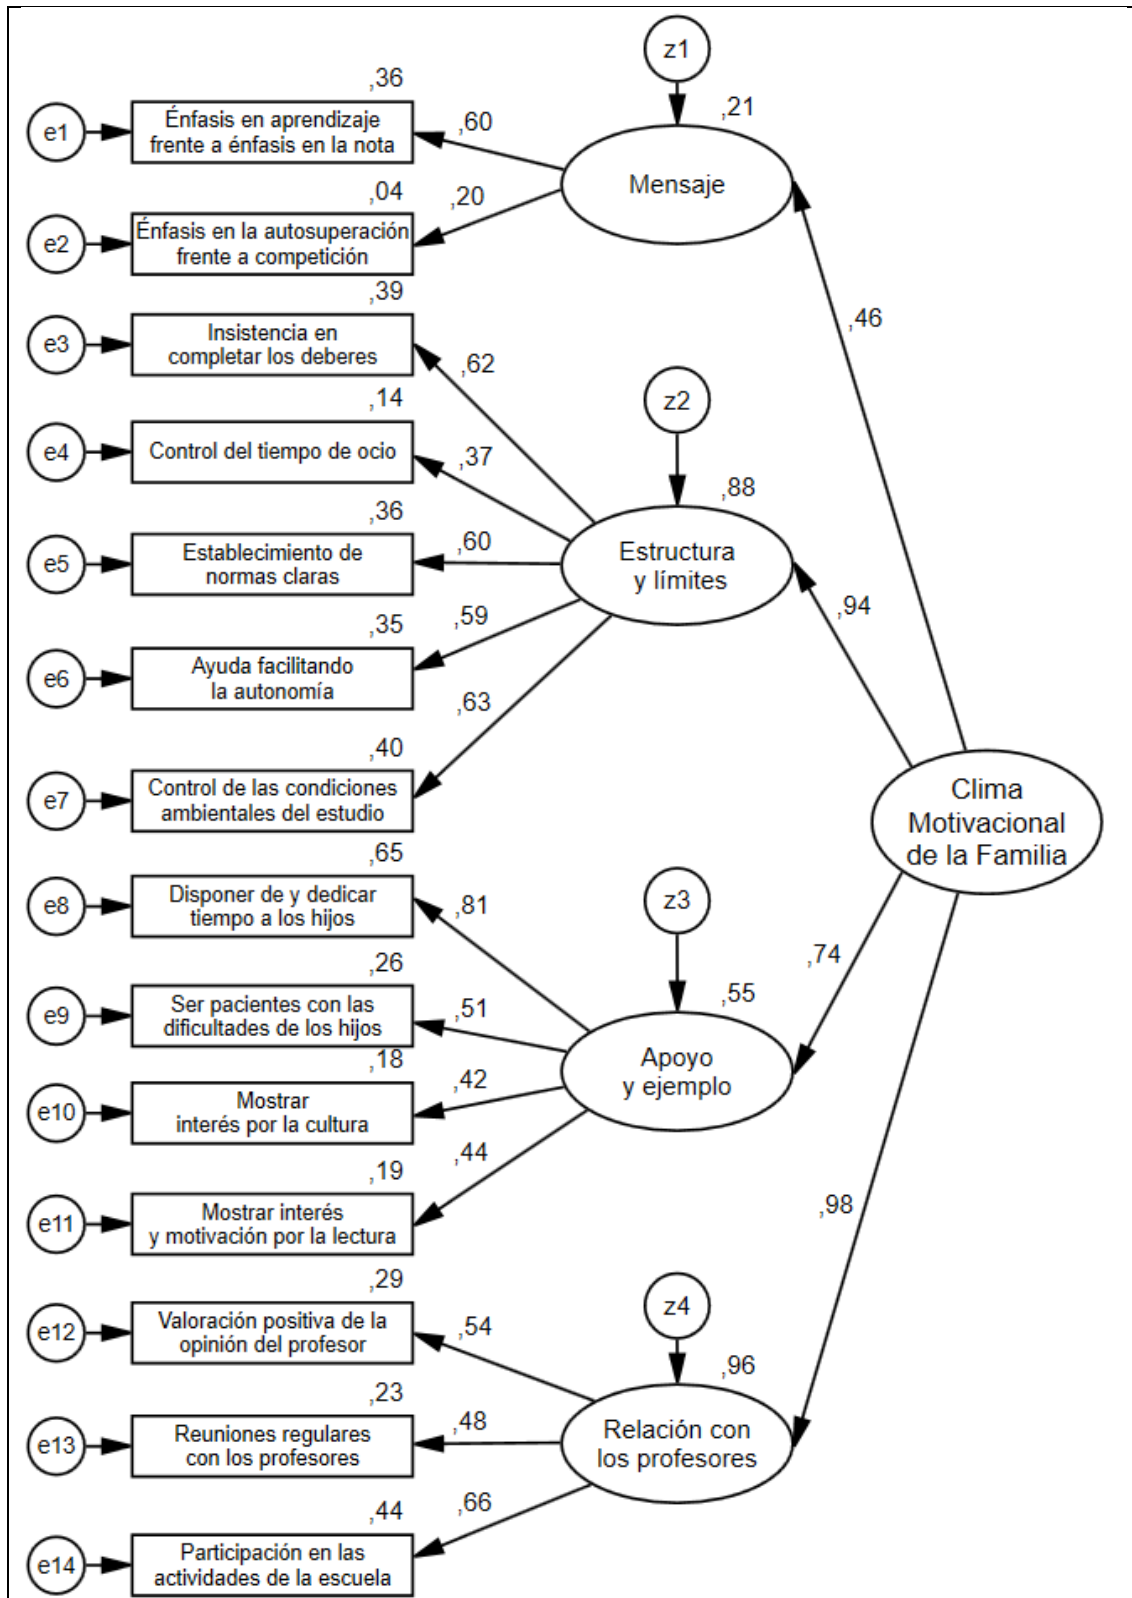 z1
,36
,21
e1
Énfasis en aprendizaje
frente a énfasis en la nota
,60
Mensaje
,04
,20
e2
Énfasis en la autosuperación
frente a competición
,39
,46
e3
Insistencia en
completar los deberes
,62
z2
,14
e4
Control del tiempo de ocio
,37
,88
,36
e5
Establecimiento de
normas claras
,60
Estructura
y límites
,94
,35
,59
e6
Ayuda facilitando
la autonomía
,63
,40
e7
Control de las condiciones
ambientales del estudio
Clima
Motivacional
de la Familia
,65
e8
Disponer de y dedicar
tiempo a los hijos
,81
z3
,74
,26
,55
e9
Ser pacientes con las
dificultades de los hijos
,51
,18
Apoyo
y ejemplo
e10
Mostrar
interés por la cultura
,42
,19
,44
e11
Mostrar interés
y motivación por la lectura
,98
,29
e12
Valoración positiva de la
opinión del profesor
,54
z4
,96
,23
e13
Reuniones regulares
con los profesores
,48
Relación con
los profesores
,44
,66
e14
Participación en las
actividades de la escuela